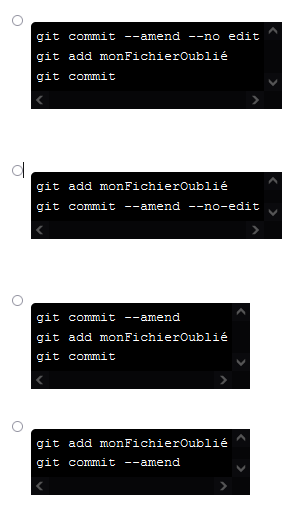 git commit --amend --no edit
git add monFichierOublié
git commit
git add monFichierOublié
git commit --amend --no-edit
git commit --amend
git add monFichierOublié
git commit
git add monFichierOublié
git commit --amend